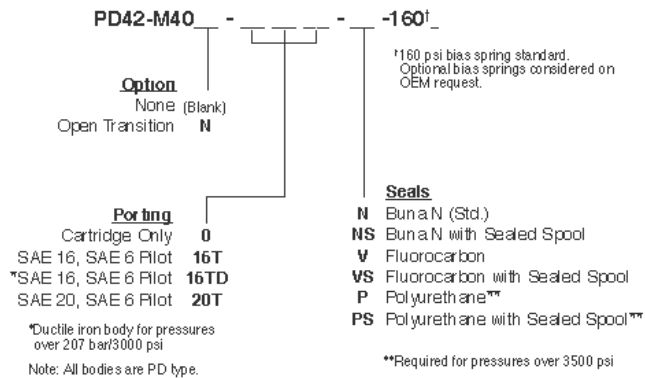 PD42-M40__ - _ _ _ - __ -160†_
†160 psi bias spring standard.
Optional bias springs considered on
OEM request.
Option
None (Blank)
Open Transition N
Porting
Cartridge Only 0
SAE 16, SAE 6 Pilot 16T
*SAE 16, SAE 6 Pilot 16TD
SAE 20, SAE 6 Pilot 20T
*Ductile iron body for pressures
over 207 bar/3000 psi
Note: All bodies are PD type.
Seals
N Buna N (Std.)
NS Buna N with Sealed Spool
V Fluorocarbon
VS Fluorocarbon with Sealed Spool
P Polyurethane**
PS Polyurethane with Sealed Spool**
**Required for pressures over 3500 psi